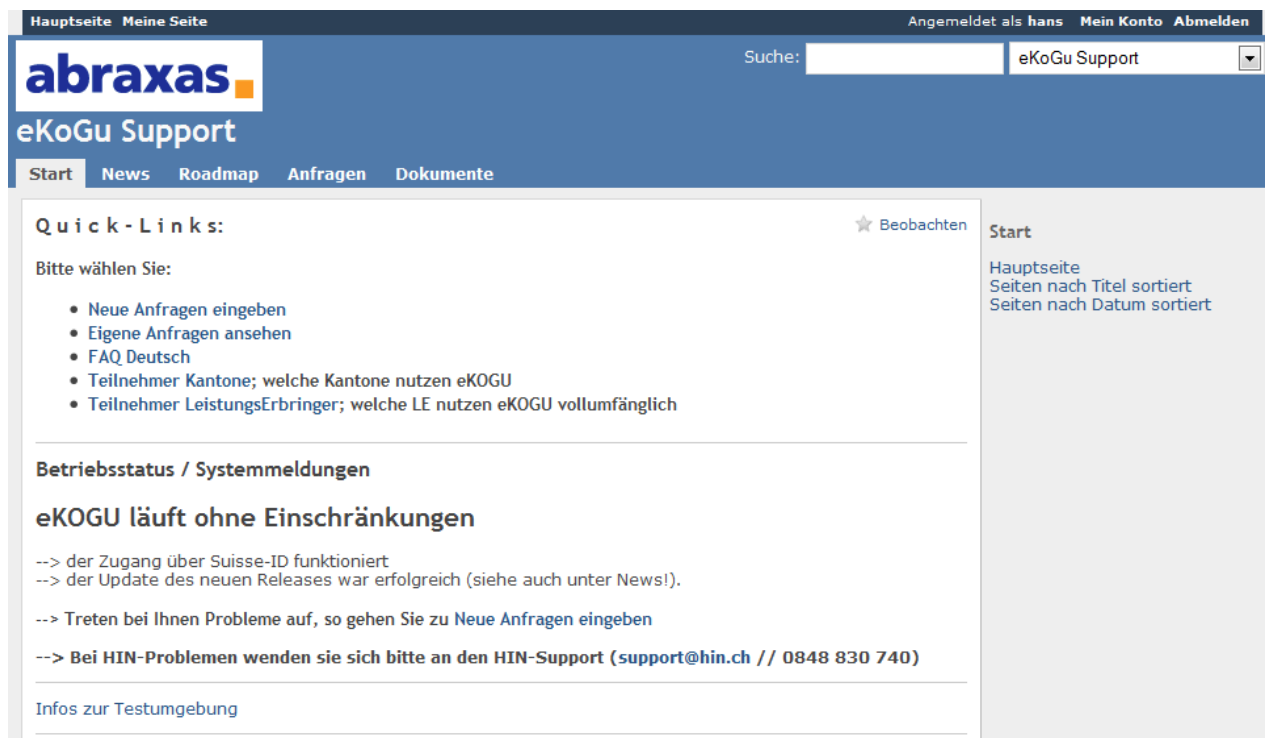 Hauptseite Meine Seite
Angemeldet als hans Mein Konto Abmelden
abraxas
Suche:
eKoGu Support
eKoGu Support
Start News Roadmap Anfragen Dokumente
Quick-Links:
Beobachten
Bitte wählen Sie:
• Neue Anfragen eingeben
• Eigene Anfragen ansehen
• FAQ Deutsch
• Teilnehmer Kantone; welche Kantone nutzen eKOGU
• Teilnehmer LeistungsErbringer; welche LE nutzen eKOGU vollumfänglich
Betriebsstatus / Systemmeldungen
eKOGU läuft ohne Einschränkungen
--> der Zugang über Suisse-ID funktioniert
--> der Update des neuen Releases war erfolgreich (siehe auch unter News!).
--> Treten bei Ihnen Probleme auf, so gehen Sie zu Neue Anfragen eingeben
--> Bei HIN-Problemen wenden sie sich bitte an den HIN-Support (support@hin.ch // 0848 830 740)
Infos zur Testumgebung
Start
Hauptseite
Seiten nach Titel sortiert
Seiten nach Datum sortiert